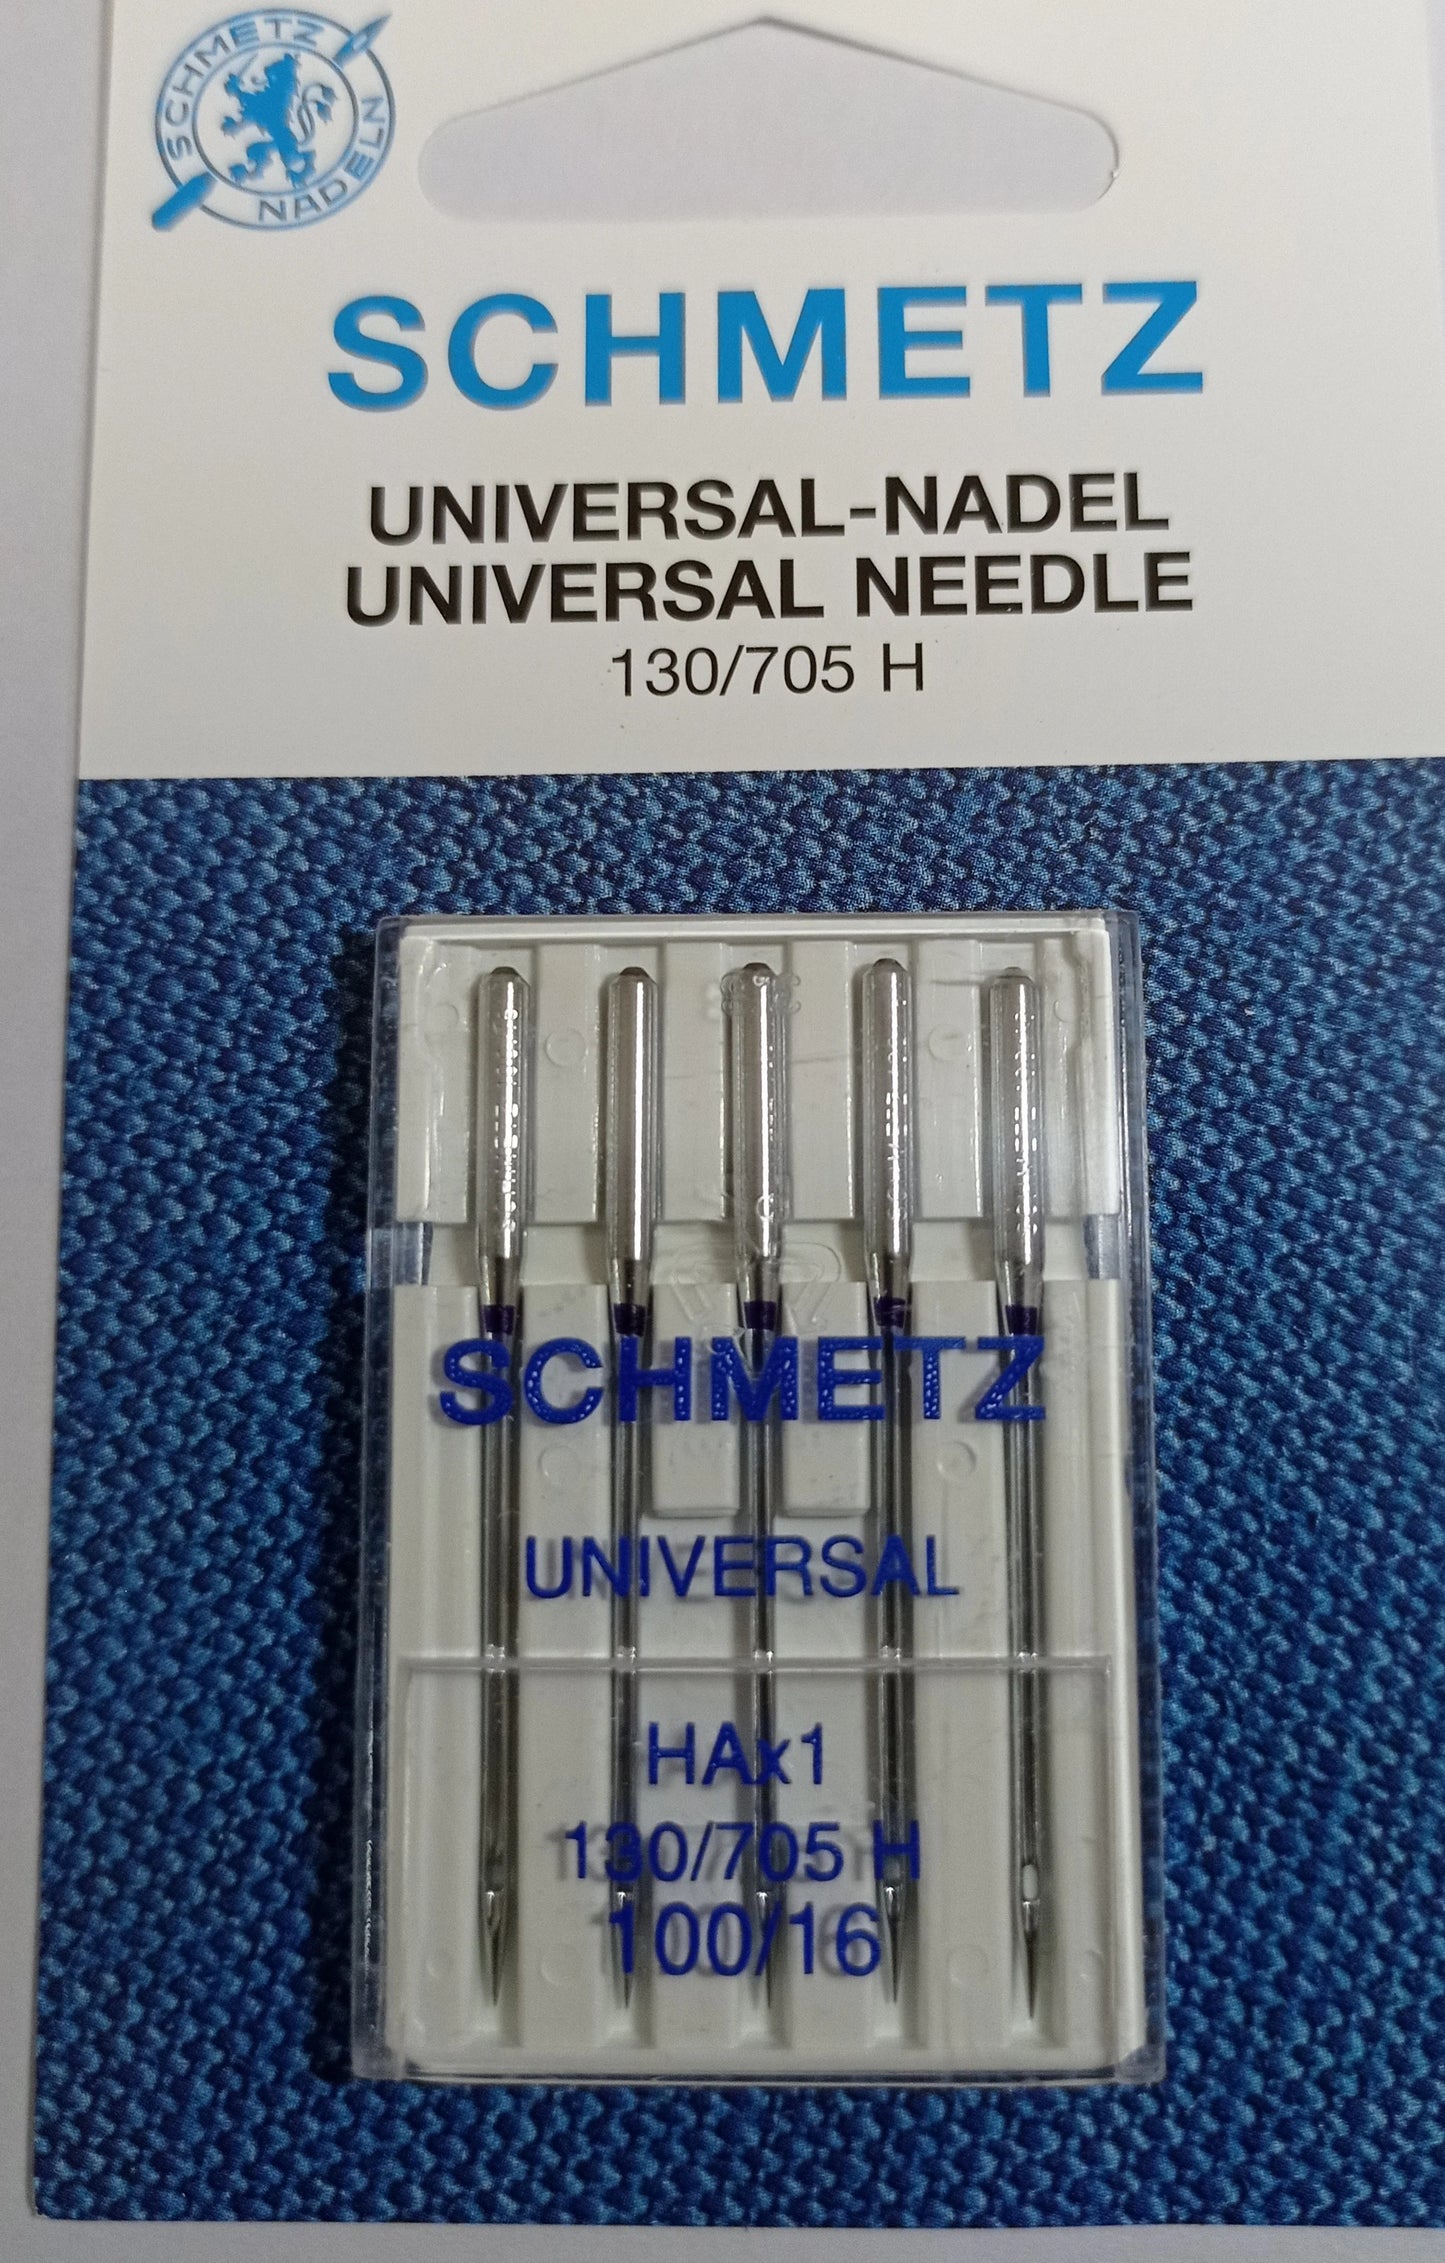 SCHMETZ
NADELN
SCHMETZ
UNIVERSAL-NADEL
UNIVERSAL NEEDLE
130/705 H
SCHMETZ
UNIVERSAL
HAx1
130/705 H
100/16